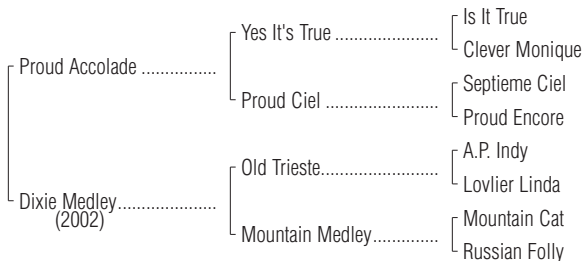 Is It True
Yes It's True ....................
Clever Monique
Proud Accolade ..............
Septieme Ciel
Proud Ciel ......................
Proud Encore
A.P. Indy
Old Trieste.......................
Lovlier Linda
Dixie Medley..................
(2002)
Mountain Cat
Mountain Medley.............
Russian Folly